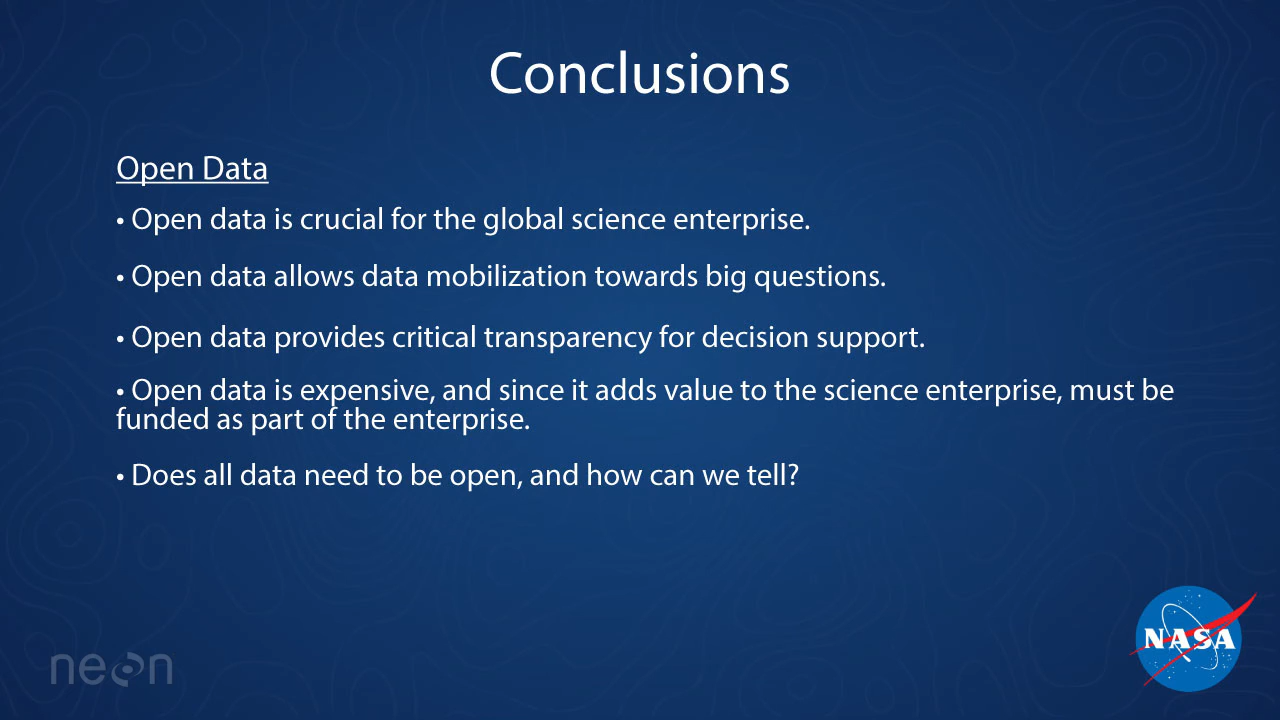 Conclusions
Open Data
• Open data is crucial for the global science enterprise.
• Open data allows data mobilization towards big questions.
• Open data provides critical transparency for decision support.
• Open data is expensive, and since it adds value to the science enterprise, must be
funded as part of the enterprise.
• Does all data need to be open, and how can we tell?
neon
NASA